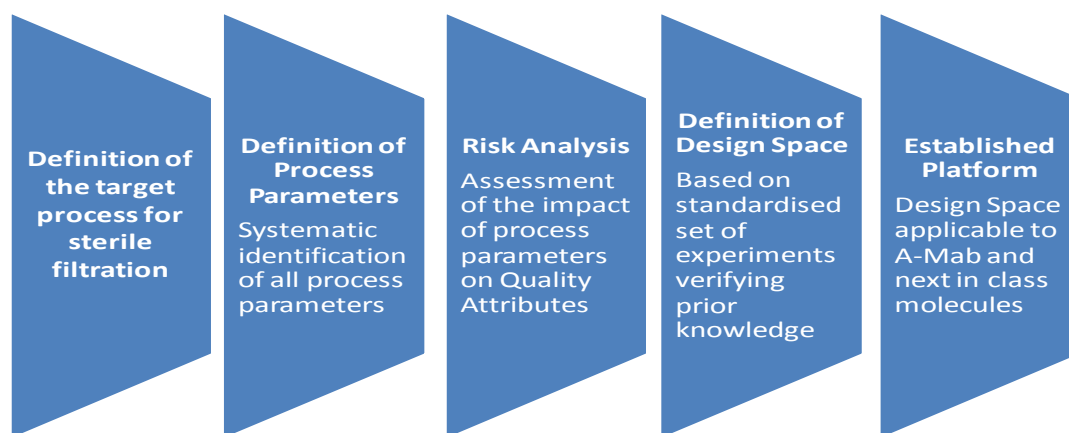 Definition of
the target
process for
sterile
filtration
Definition of
Process
Parameters
Systematic
identification
of all process
parameters
Risk Analysis
Assessment
of the impact
of process
parameters
on Quality
Attributes
Definition of
Design Space
Based on
standardised
set of
experiments
verifying
prior
knowledge
Established
Platform
Design Space
applicable to
A-Mab and
next in class
molecules